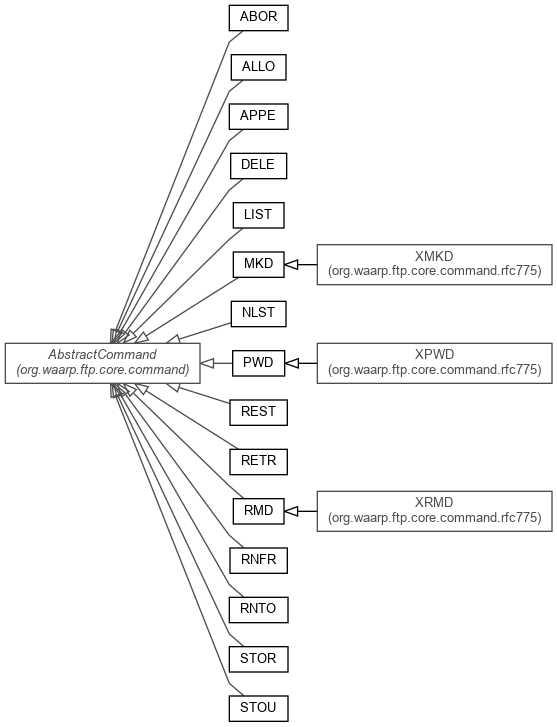 ABOR
ALLO
APPE
DELE
LIST
MKD
XMKD
(org.waarp.ftp.core.command.rfc775)
NLST
AbstractCommand
(org.waarp.ftp.core.command)
PWD
XPWD
(org.waarp.ftp.core.command.rfc775)
REST
RETR
RMD
XRMD
(org.waarp.ftp.core.command.rfc775)
RNFR
RNTO
STOR
STOU